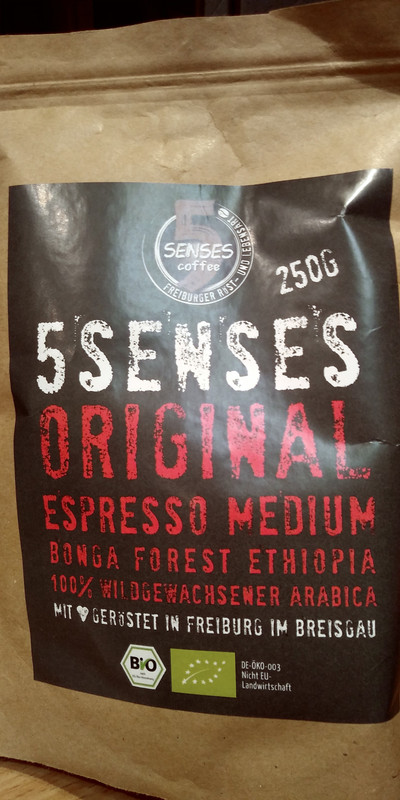 5
SENSES
coffee
FREIBURGER RÖST- UND LEBENSART
250G
5SENSES
ORIGINAL
ESPRESSO MEDIUM
BONGA FOREST ETHIOPIA
100% WILDGEWACHSENER ARABICA
MIT ♥ GERÖSTET IN FREIBURG IM BREISGAU
BiO
DE-ÖKO-003
Nicht EU-
Landwirtschaft